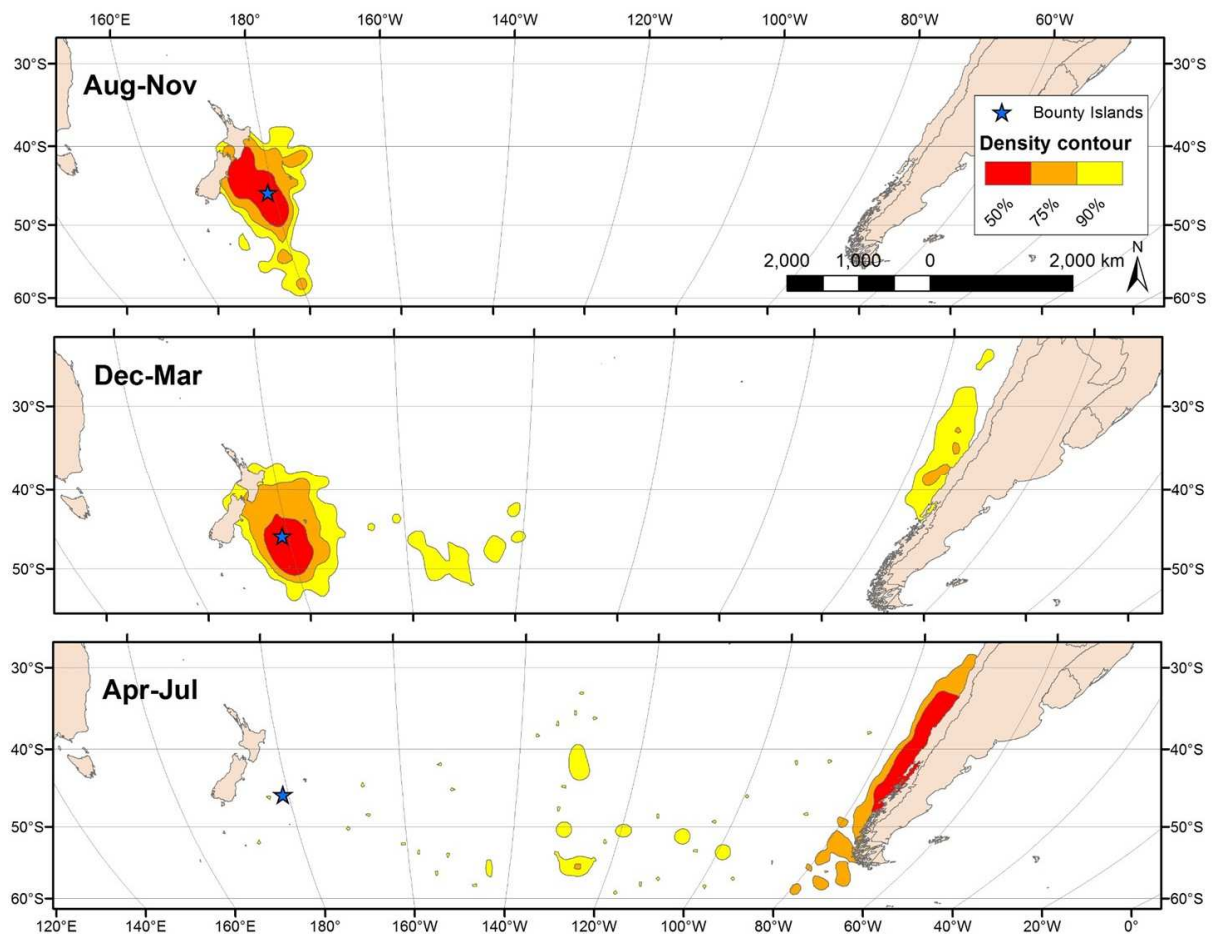 160°E 180° 160°W 140°W 120°W 100°W 80°W 60°W
Aug-Nov
30°S 30°S
40°S 40°S
50°S 50°S
60°S 60°S
Bounty Islands
Density contour
50% 75% 90%
2,000 1,000 0 2,000 km
N
Dec-Mar
30°S 30°S
40°S 40°S
50°S 50°S
Apr-Jul
30°S 30°S
40°S 40°S
50°S 50°S
60°S 60°S
120°E 140°E 160°E 180° 160°W 140°W 120°W 100°W 80°W 60°W 40°W 20°W 0°